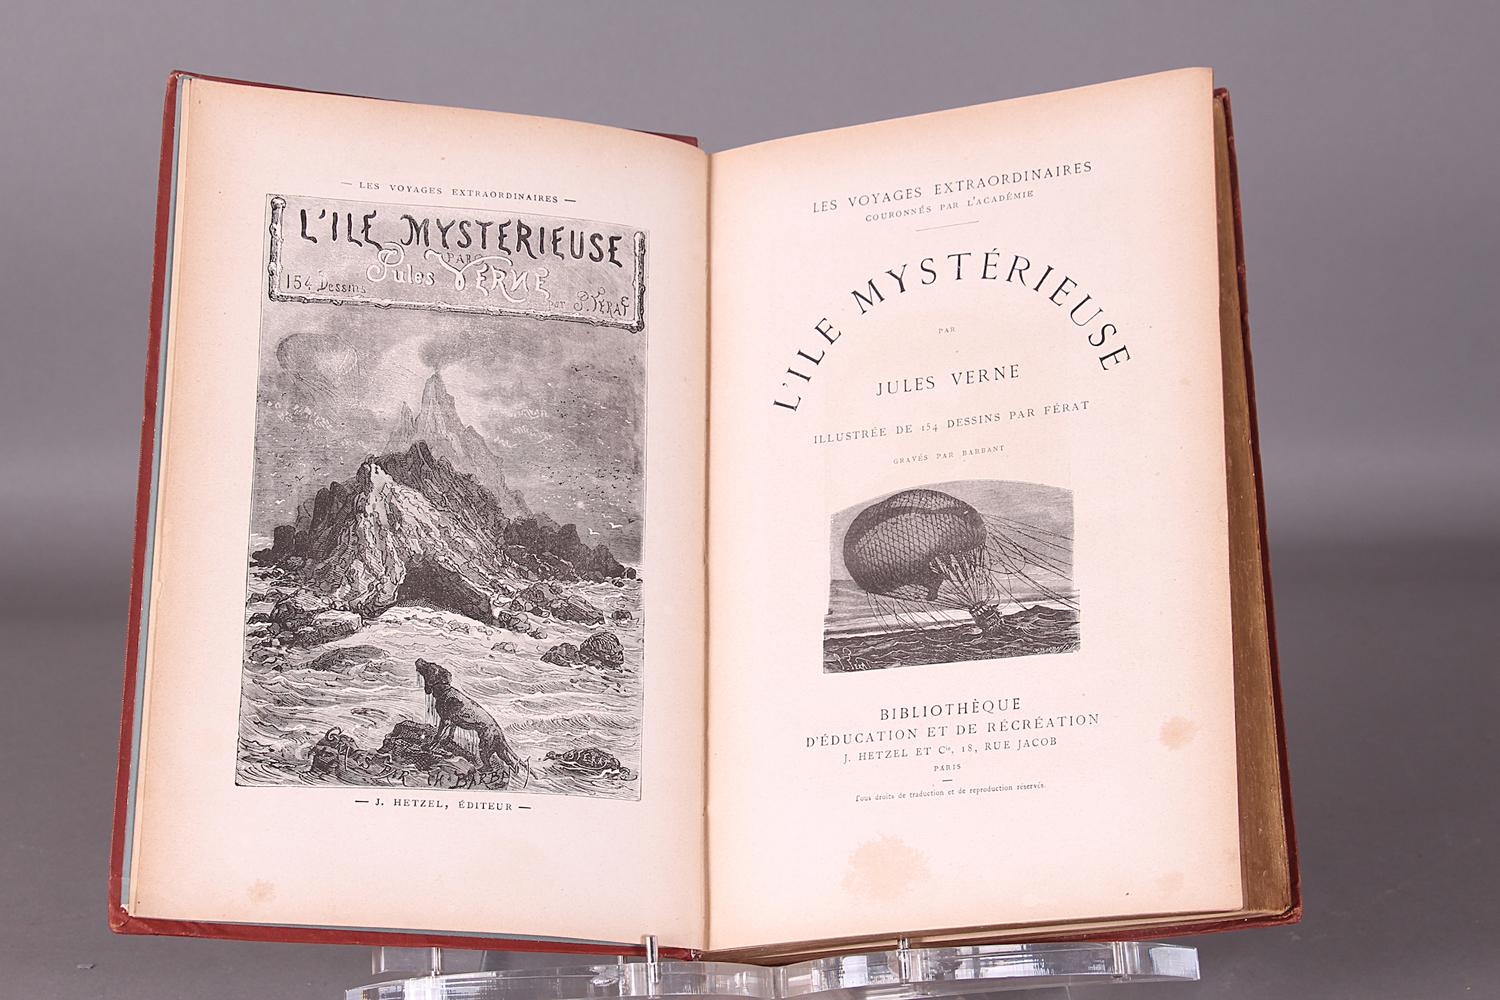 — LES VOYAGES EXTRAORDINAIRES —
L'ILE MYSTERIEUSE
PAR
Jules VERNE
154 Dessins par P. FÉRAT
— J. HETZEL, ÉDITEUR —
LES VOYAGES EXTRAORDINAIRES
COURONNÉS PAR L'ACADÉMIE
L'ILE MYSTÉRIEUSE
PAR
JULES VERNE
ILLUSTRÉE DE 154 DESSINS PAR FÉRAT
GRAVÉS PAR BARBANT
BIBLIOTHÈQUE
D'ÉDUCATION ET DE RÉCRÉATION
J. HETZEL ET Cie, 18, RUE JACOB
PARIS
Tous droits de traduction et de reproduction réservés.